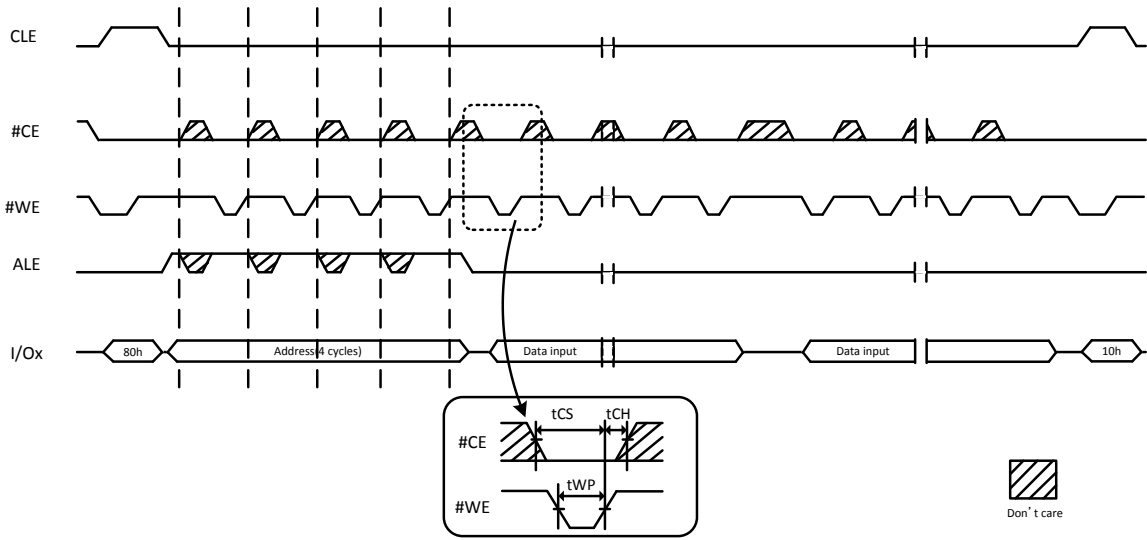 CLE
#CE
#WE
ALE
I/Ox
80h
Address(4 cycles)
Data input
Data input
10h
tCS
tCH
#CE
tWP
#WE
Don't care